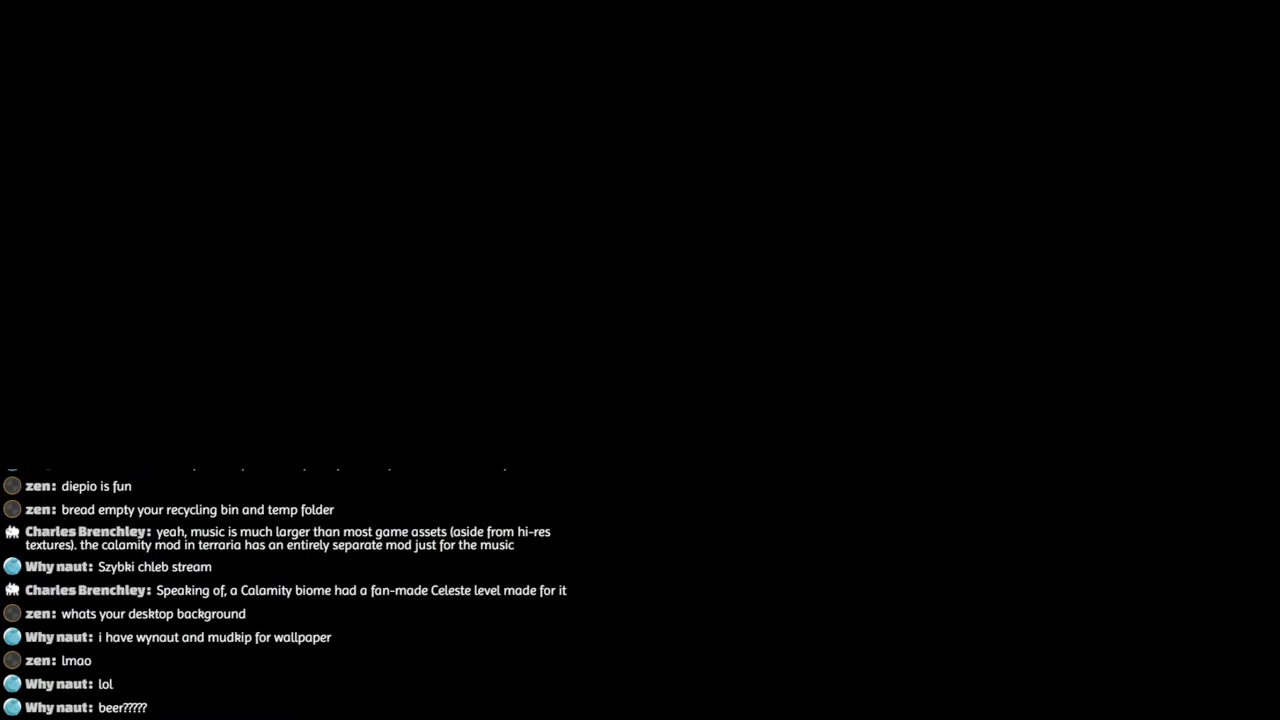 zen: diepio is fun
zen: bread empty your recycling bin and temp folder
Charles Brenchley: yeah, music is much larger than most game assets (aside from hi-res
textures). the calamity mod in terraria has an entirely separate mod just for the music
Why naut: Szybki chleb stream
Charles Brenchley: Speaking of, a Calamity biome had a fan-made Celeste level made for it
zen: whats your desktop background
Why naut: i have wynaut and mudkip for wallpaper
zen: lmao
Why naut: lol
Why naut: beer?????